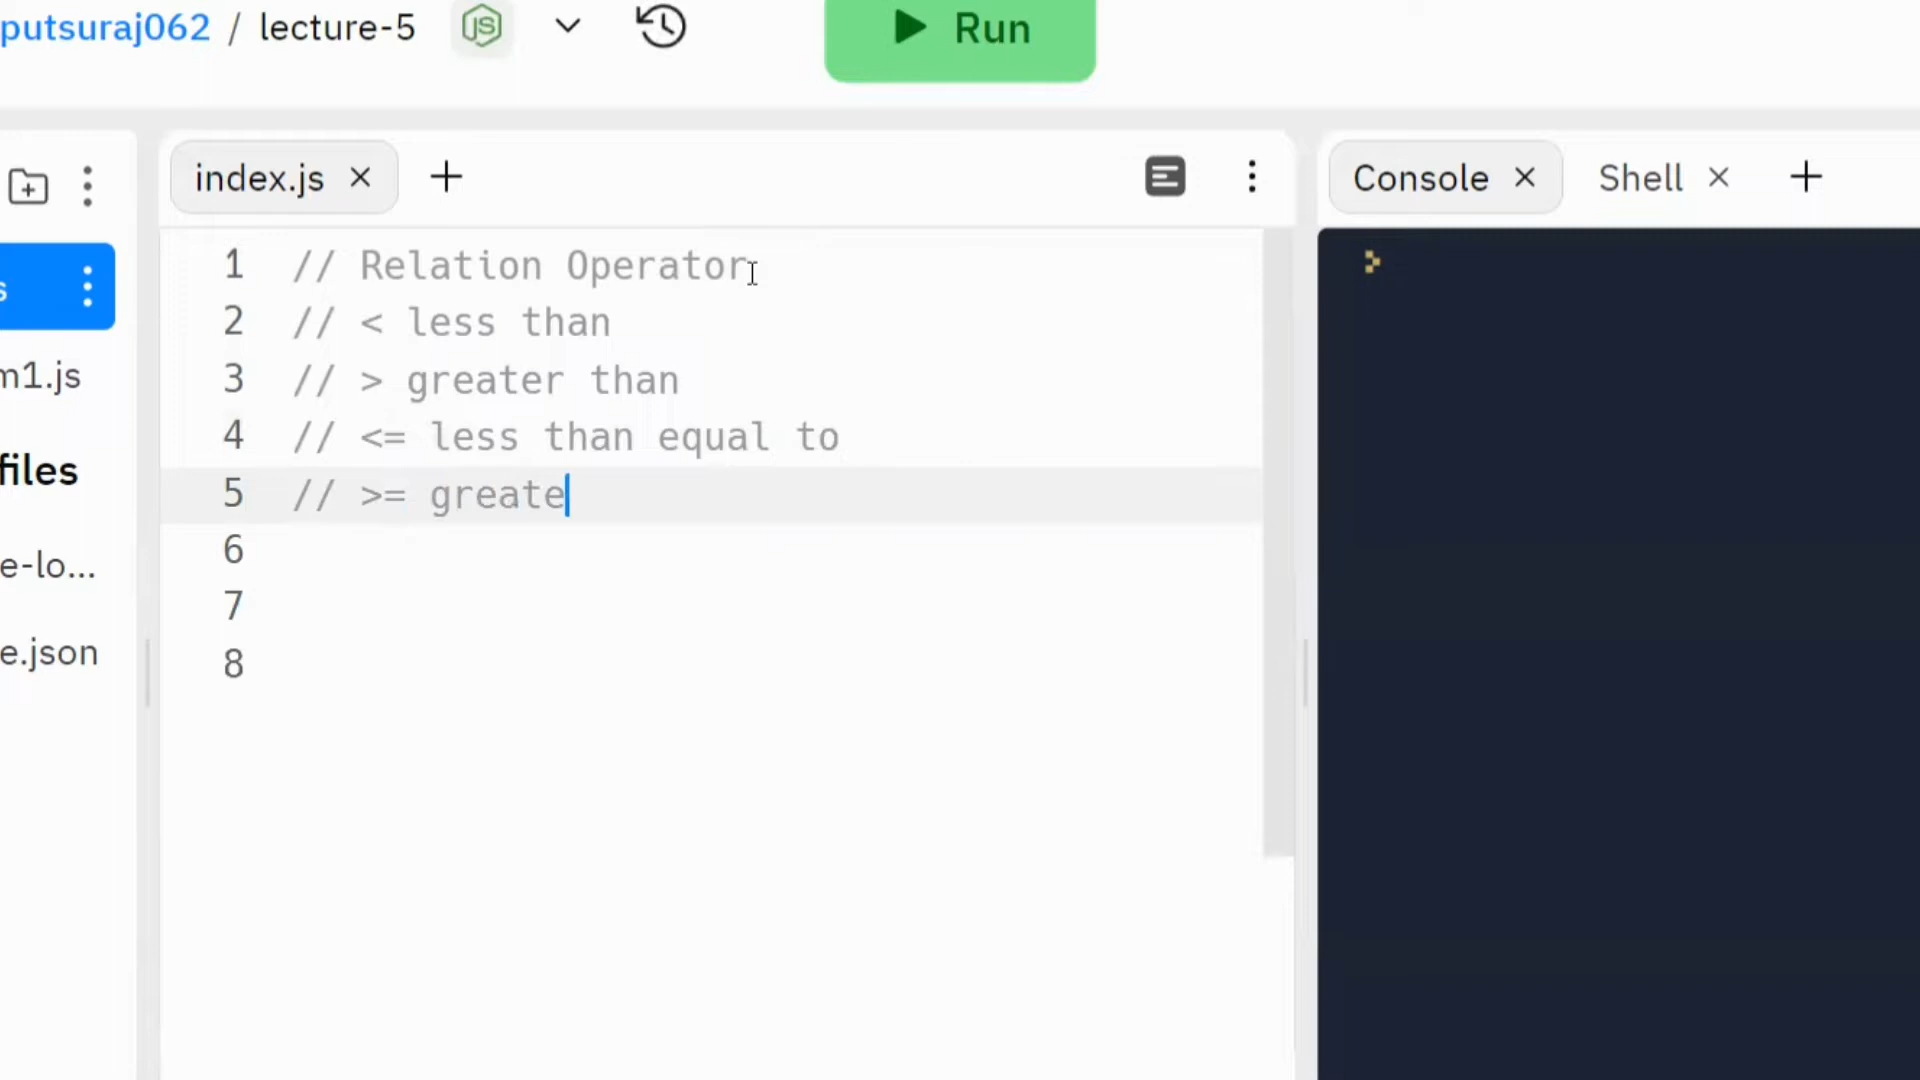 putsuraj062 / lecture-5 JS Run
index.js
Console Shell
1 // Relation Operator
2 // < less than
3 // > greater than
4 // <= less than equal to
5 // >= greate
6
7
8
s
m1.js
files
e-lo...
e.json